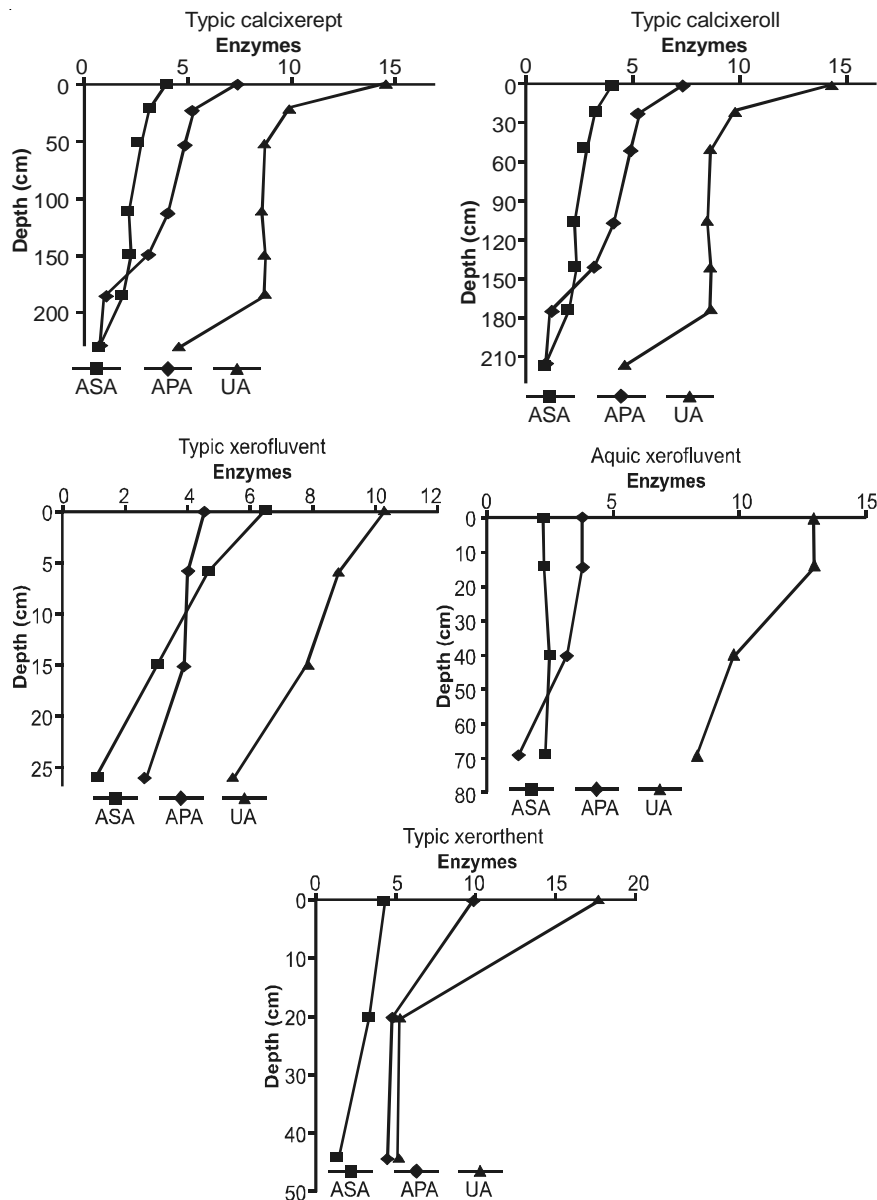 Typic calcixerept
Enzymes
0 5 10 15
0
50
100
150
200
Depth (cm)
ASA APA UA
Typic calcixeroll
Enzymes
0 5 10 15
0
30
60
90
120
150
180
210
Depth (cm)
ASA APA UA
Typic xerofluvent
Enzymes
0 2 4 6 8 10 12
0
5
10
15
20
25
Depth (cm)
ASA APA UA
Aquic xerofluvent
Enzymes
0 5 10 15
0
10
20
30
40
50
60
70
80
Depth (cm)
ASA APA UA
Typic xerorthent
Enzymes
0 5 10 15 20
0
10
20
30
40
50
Depth (cm)
ASA APA UA